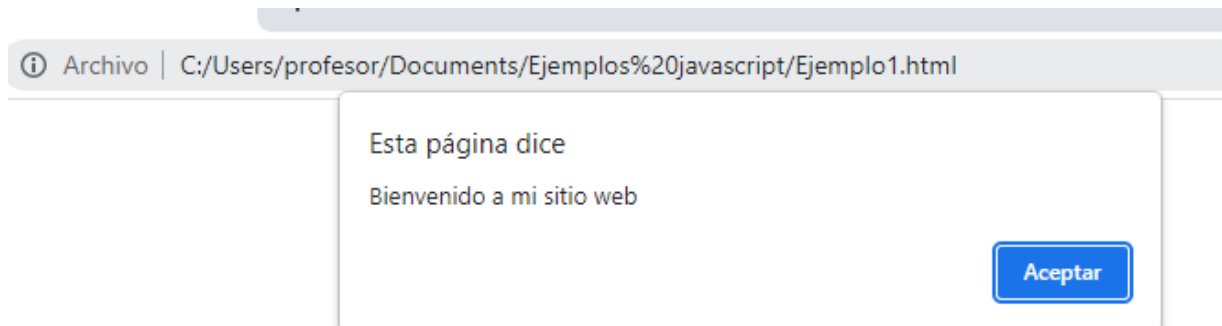 Archivo | C:/Users/profesor/Documents/Ejemplos%20javascript/Ejemplo1.html
Esta página dice
Bienvenido a mi sitio web
Aceptar